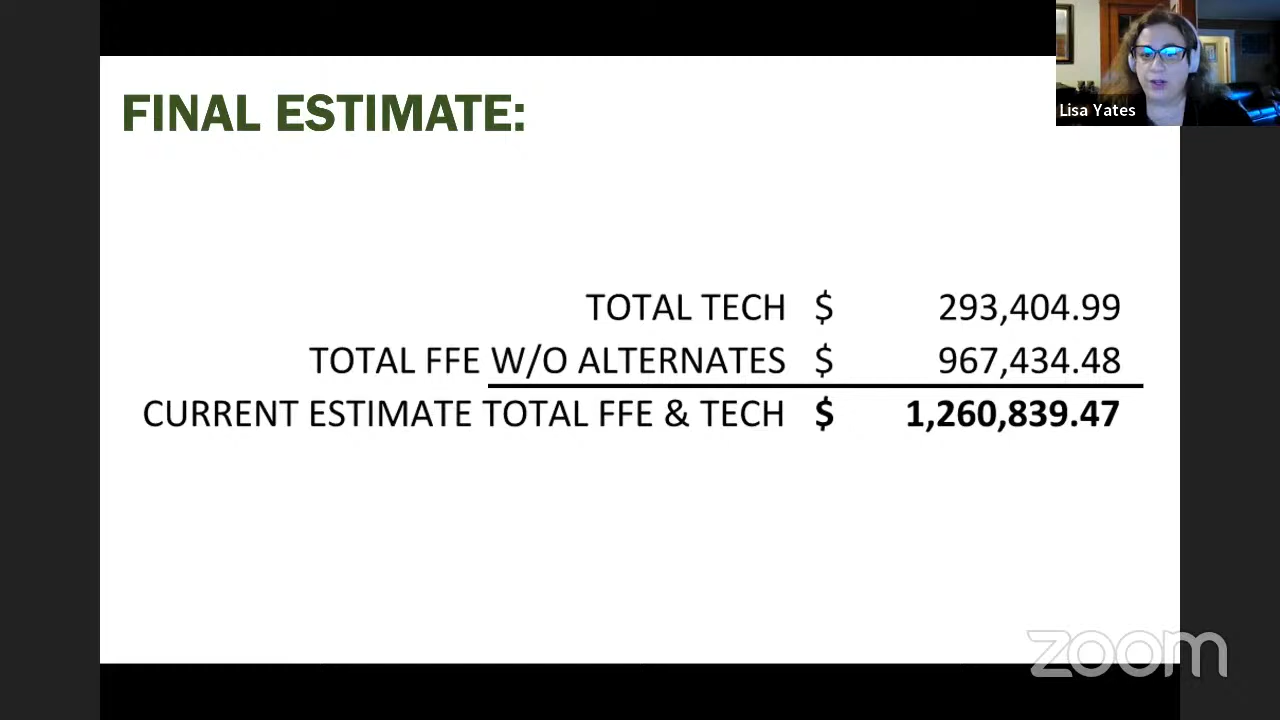 FINAL ESTIMATE:
Lisa Yates
TOTAL TECH $ 293,404.99
TOTAL FFE W/O ALTERNATES $ 967,434.48
CURRENT ESTIMATE TOTAL FFE & TECH $ 1,260,839.47
zoom